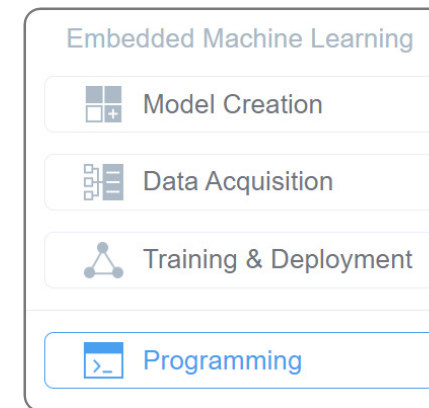 Embedded Machine Learning
Model Creation
Data Acquisition
Training & Deployment
Programming